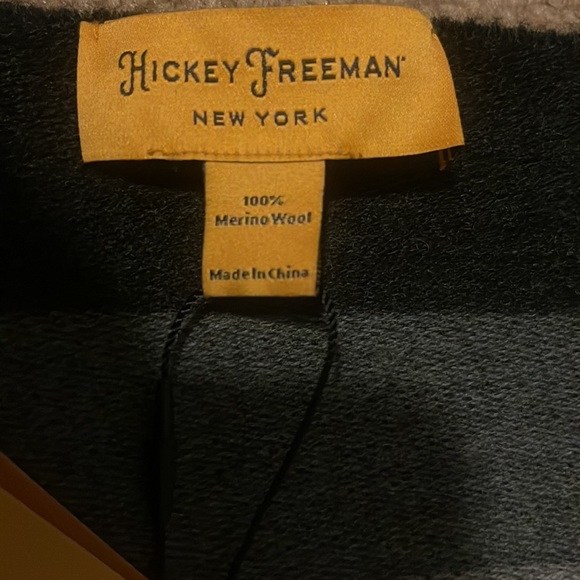 HICKEY FREEMAN
NEW YORK
100%
Merino Wool
Made In China